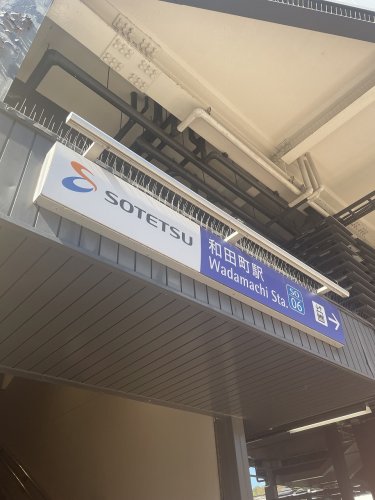 SOTETSU
和田町駅
Wadamachi Sta.
SO
06